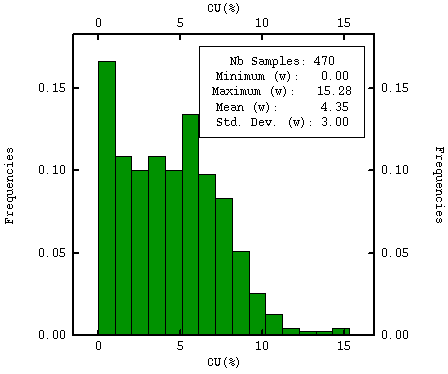 CU(%)
0 5 10 15
Nb Samples: 470
Minimum (w): 0.00
Maximum (w): 15.28
Mean (w): 4.35
Std. Dev. (w): 3.00
0.15 0.15
0.10 0.10
0.05 0.05
0.00 0.00
Frequencies
Frequencies
0 5 10 15
CU(%)